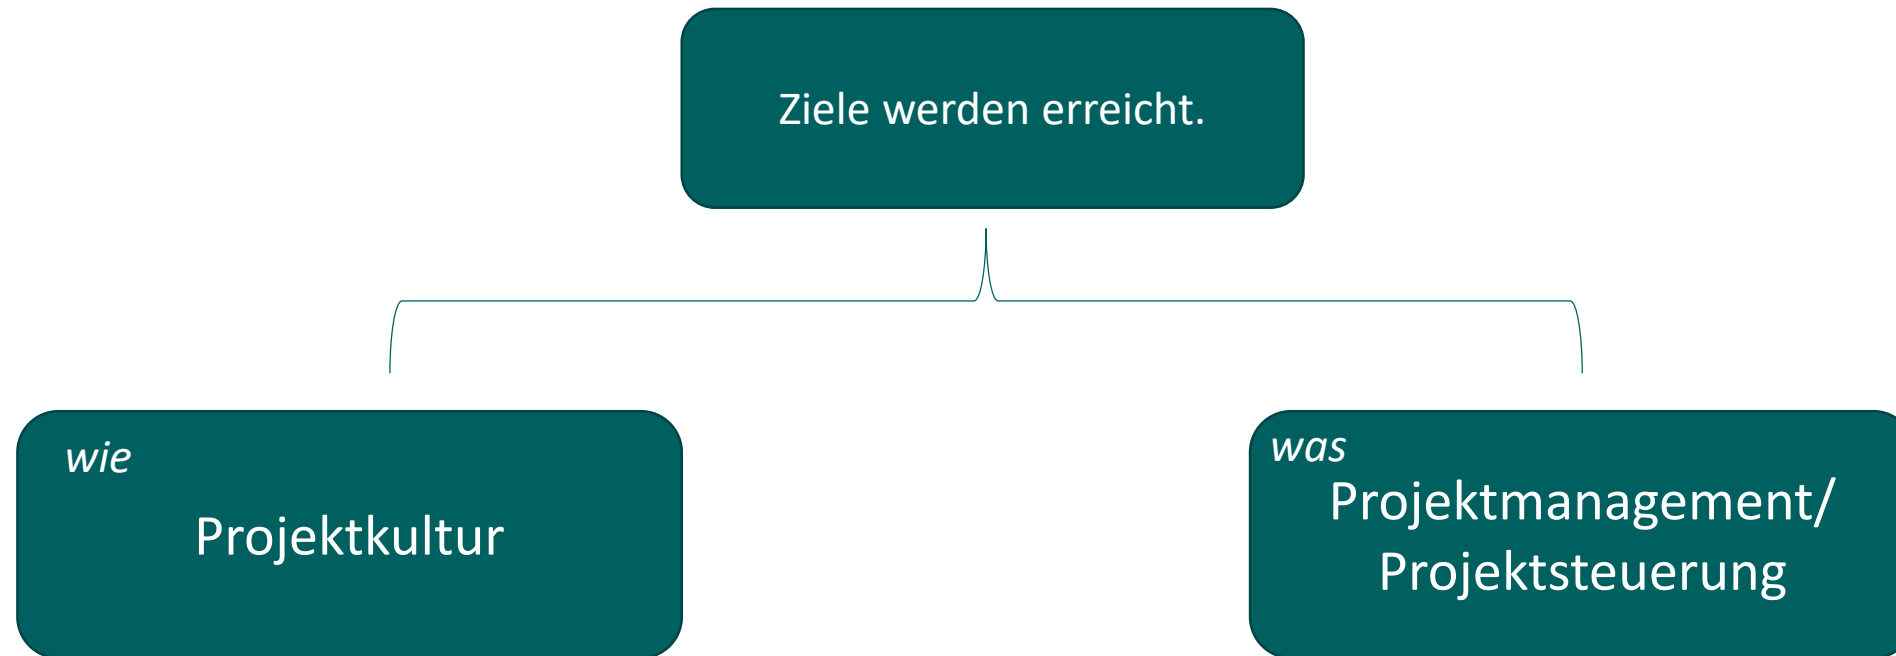 Ziele werden erreicht.
wie
Projektkultur
was
Projektmanagement/
Projektsteuerung